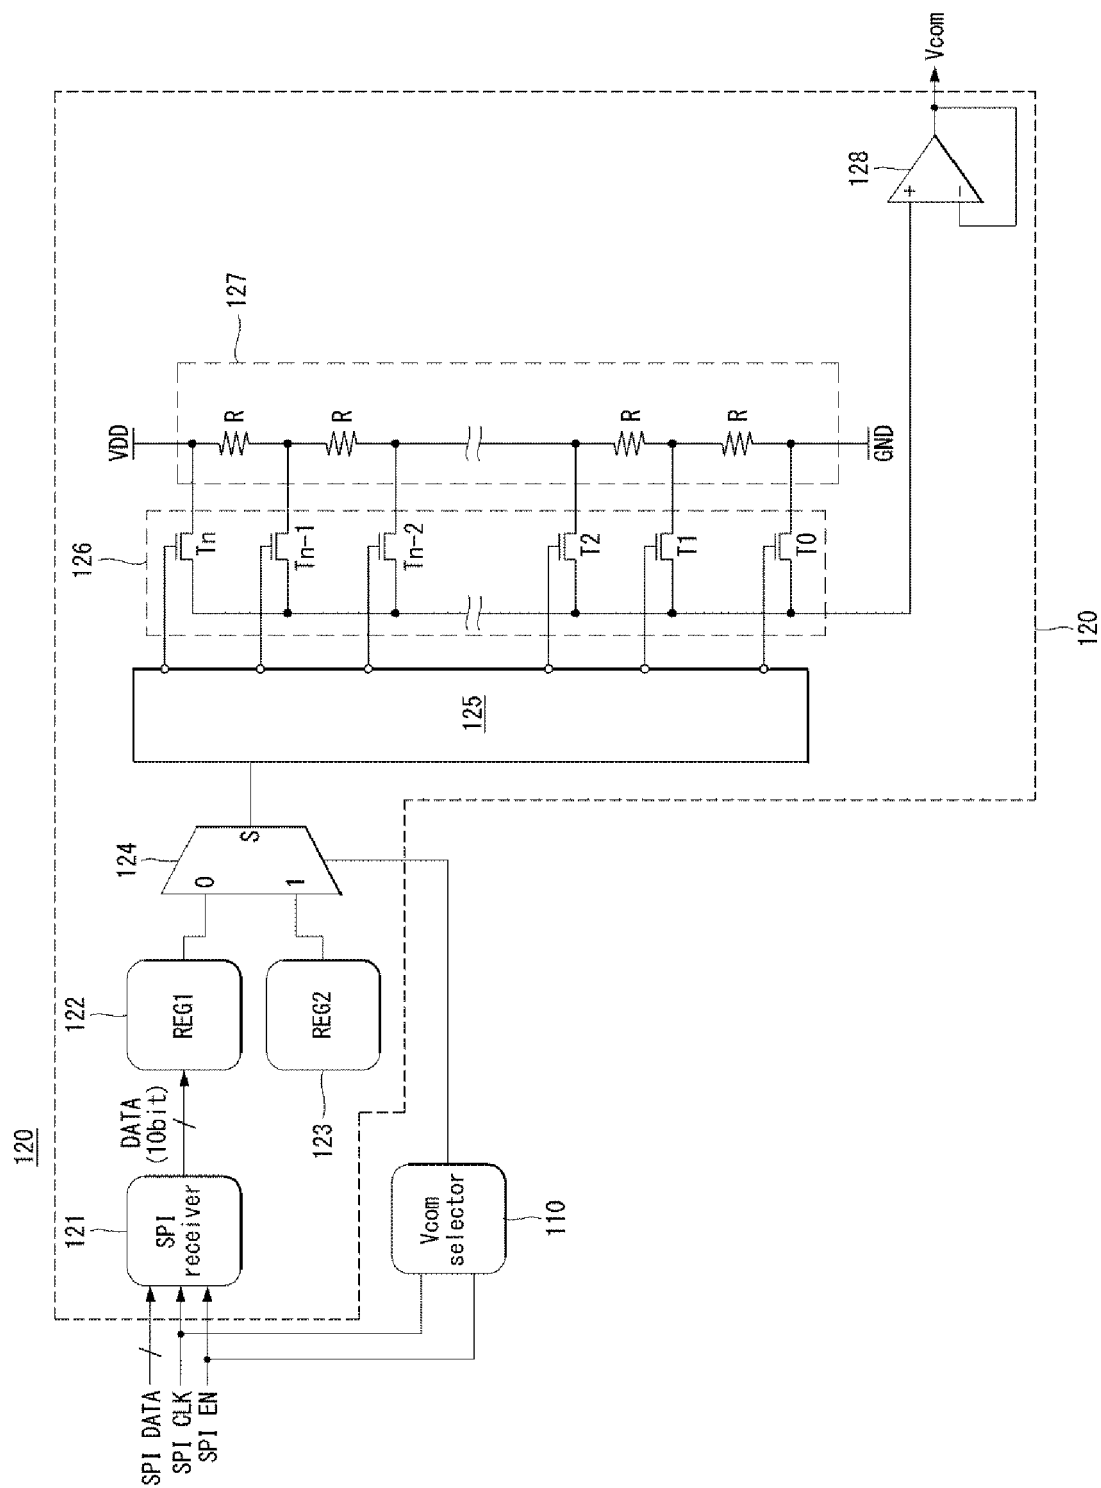 120
SPI DATA
SPI CLK
SPI EN
121
SPI
receiver
DATA
(10bit)
122
REG1
123
REG2
110
Vcom
selector
124
0
1
S
125
126
Tn
Tn-1
Tn-2
T2
T1
T0
127
VDD
R
R
R
R
GND
128
+
−
Vcom
120